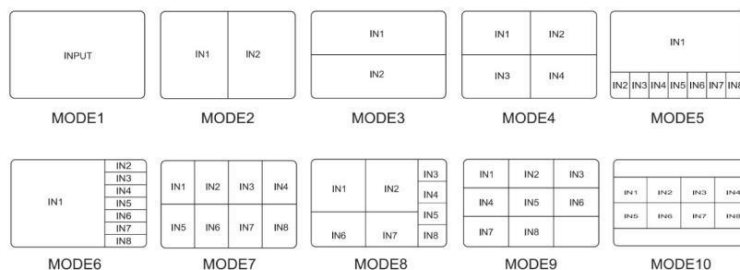 INPUT
MODE1
IN1 IN2
MODE2
IN1
IN2
MODE3
IN1 IN2
IN3 IN4
MODE4
IN1
IN2 IN3 IN4 IN5 IN6 IN7 IN8
MODE5
IN1
IN2
IN3
IN4
IN5
IN6
IN7
IN8
MODE6
IN1 IN2 IN3 IN4
IN5 IN6 IN7 IN8
MODE7
IN1 IN2 IN3
IN4
IN5
IN6 IN7 IN8
MODE8
IN1 IN2 IN3
IN4 IN5 IN6
IN7 IN8
MODE9
IN1 IN2 IN3 IN4
IN5 IN6 IN7 IN8
MODE10